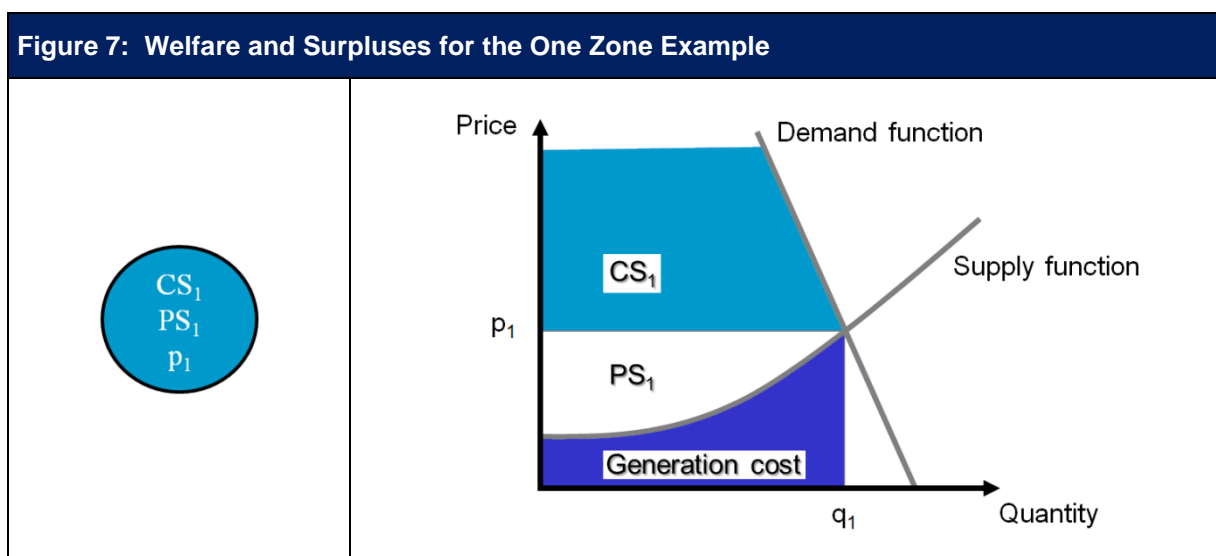 Figure 7: Welfare and Surpluses for the One Zone Example
CS₁
PS₁
p₁
Price
Demand function
CS₁
Supply function
p₁
PS₁
Generation cost
q₁
Quantity